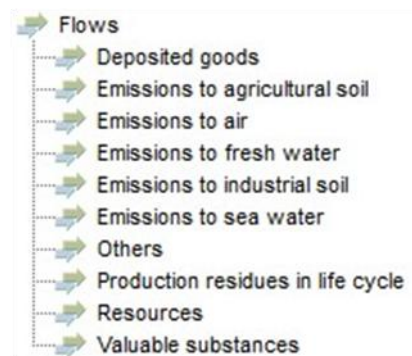 Flows
Deposited goods
Emissions to agricultural soil
Emissions to air
Emissions to fresh water
Emissions to industrial soil
Emissions to sea water
Others
Production residues in life cycle
Resources
Valuable substances